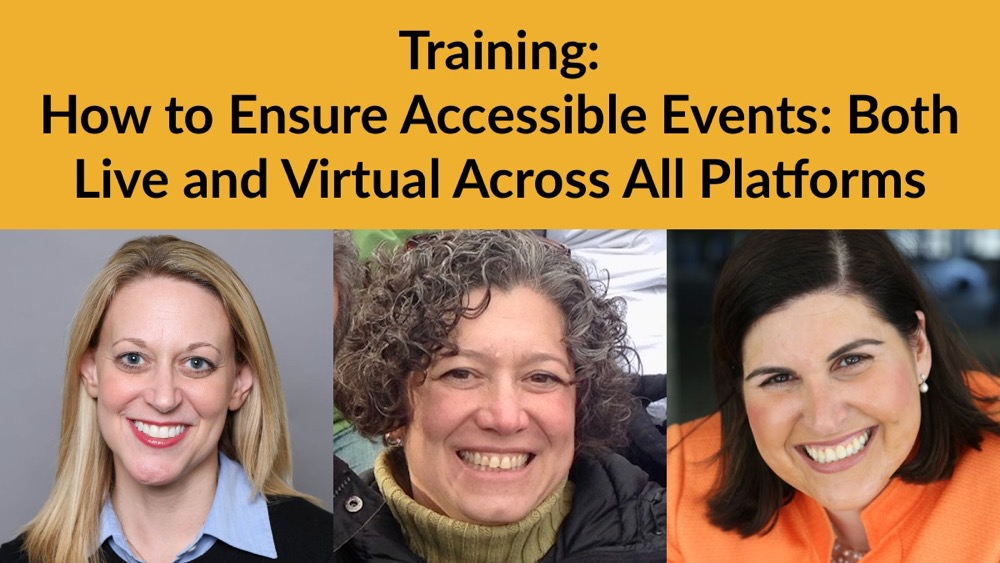 Training:
How to Ensure Accessible Events: Both
Live and Virtual Across All Platforms